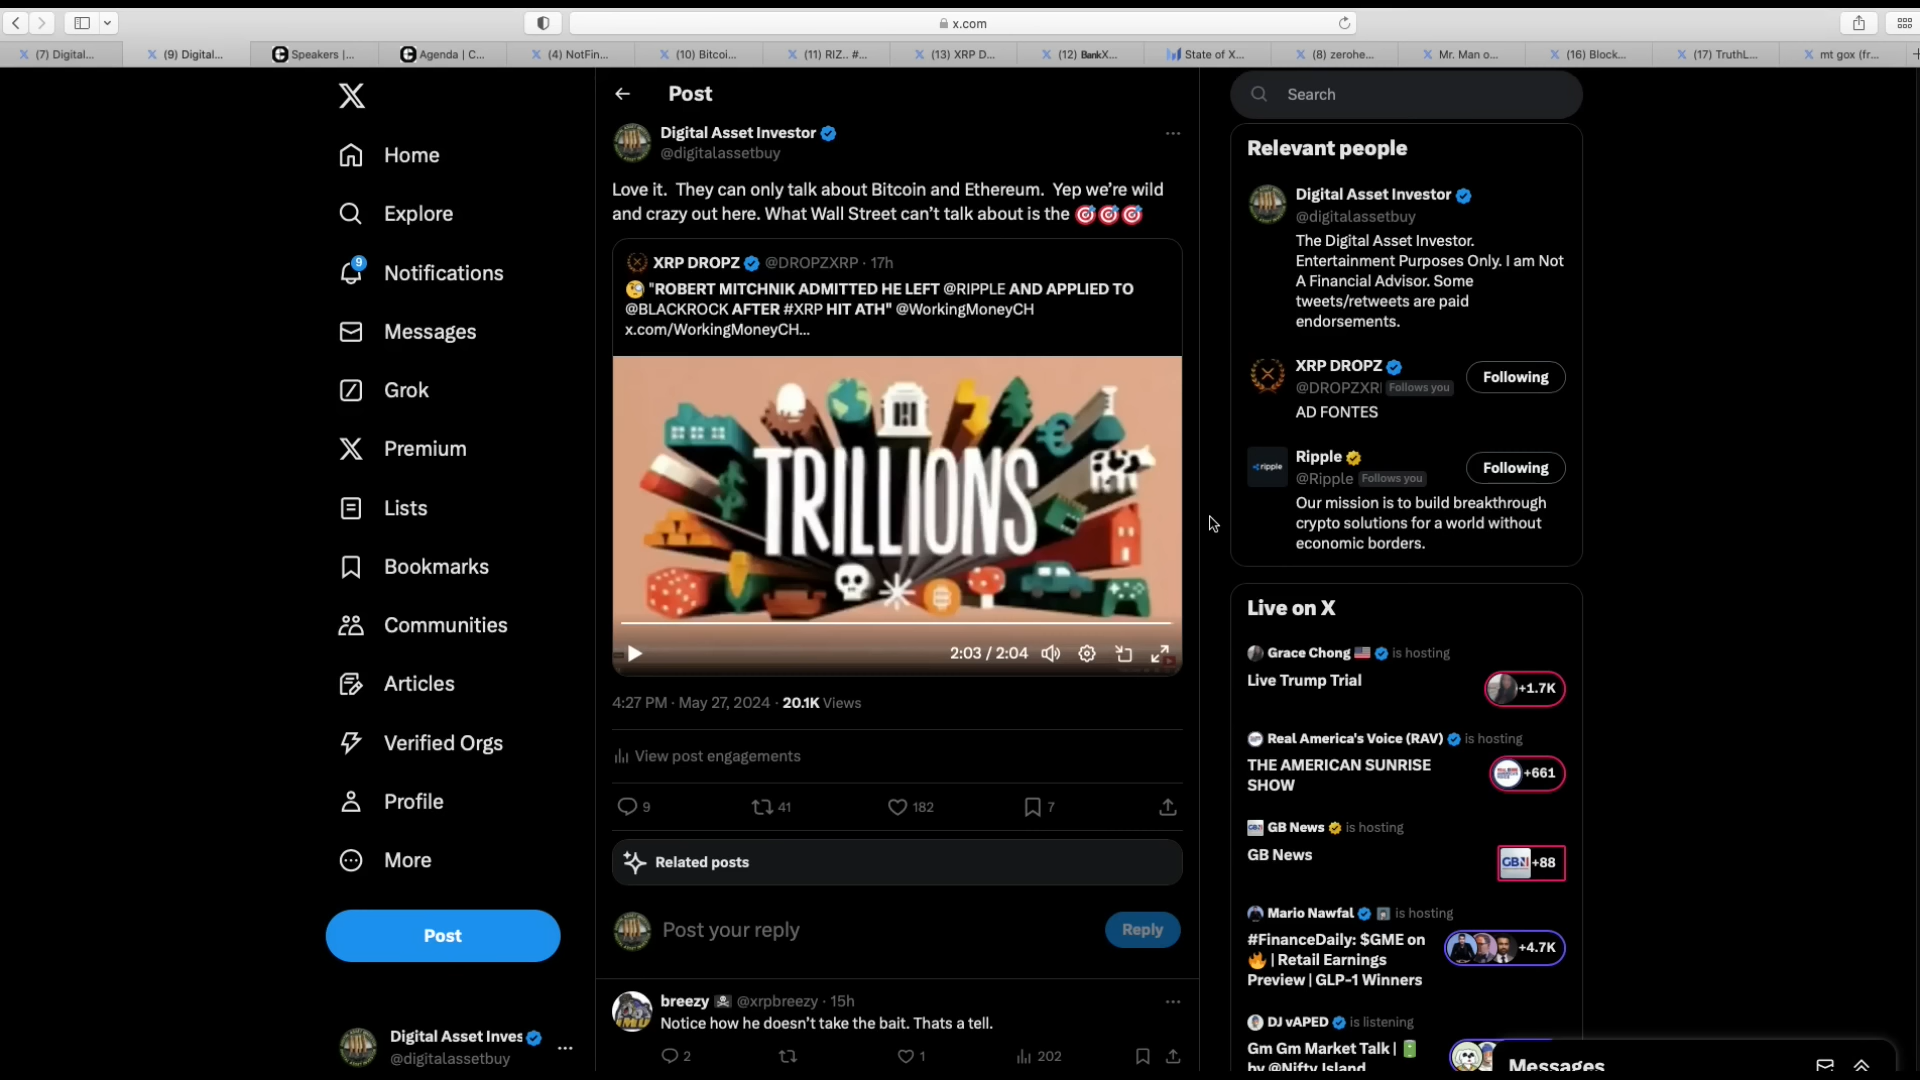 x.com
(7) Digital...
(9) Digital...
Speakers |...
Agenda | C...
(4) NotFin...
(10) Bitcoi...
(11) RIZ.. #...
(13) XRP D...
(12) BankX...
State of X...
(8) zerohe...
Mr. Man o...
(16) Block...
(17) TruthL...
mt gox (fr...
Home
Explore
9
Notifications
Messages
Grok
Premium
Lists
Bookmarks
Communities
Articles
Verified Orgs
Profile
More
Post
Digital Asset Inves
@digitalassetbuy
Post
Digital Asset Investor
@digitalassetbuy
Love it. They can only talk about Bitcoin and Ethereum. Yep we're wild
and crazy out here. What Wall Street can't talk about is the 🎯🎯🎯
XRP DROPZ @DROPZXRP · 17h
🧐 "ROBERT MITCHNIK ADMITTED HE LEFT @RIPPLE AND APPLIED TO
@BLACKROCK AFTER #XRP HIT ATH" @WorkingMoneyCH
x.com/WorkingMoneyCH...
TRILLIONS
2:03 / 2:04
4:27 PM · May 27, 2024 · 20.1K Views
View post engagements
9 41 182 7
Related posts
Post your reply
Reply
breezy @xrpbreezy · 15h
Notice how he doesn't take the bait. Thats a tell.
2 1 202
Search
Relevant people
Digital Asset Investor
@digitalassetbuy
The Digital Asset Investor.
Entertainment Purposes Only. I am Not
A Financial Advisor. Some
tweets/retweets are paid
endorsements.
XRP DROPZ
@DROPZXRI Follows you
Following
AD FONTES
Ripple
@Ripple Follows you
Following
ripple
Our mission is to build breakthrough
crypto solutions for a world without
economic borders.
Live on X
Grace Chong 🇺🇸 is hosting
Live Trump Trial
+1.7K
Real America's Voice (RAV) is hosting
THE AMERICAN SUNRISE
SHOW
+661
GB News is hosting
GB News
GBN +88
Mario Nawfal is hosting
#FinanceDaily: $GME on
🔥 | Retail Earnings
Preview | GLP-1 Winners
+4.7K
DJ vAPED is listening
Gm Gm Market Talk | 🔋
by @Nifty Island
Messages